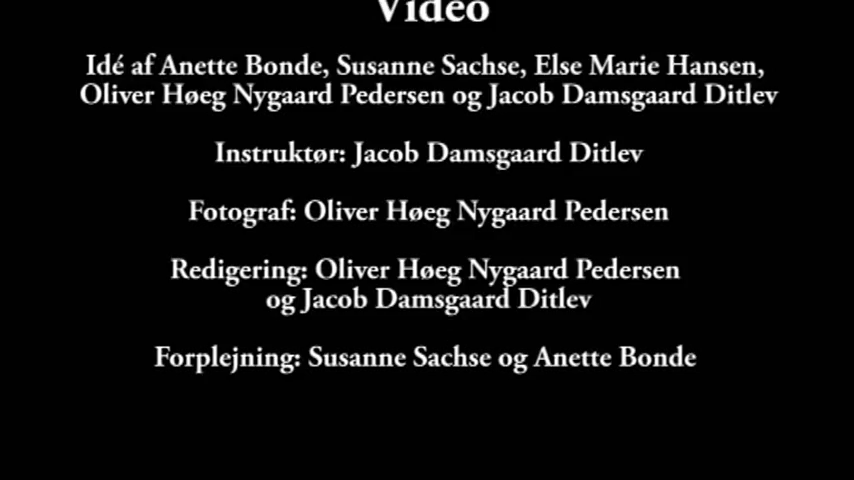 Video
Idé af Anette Bonde, Susanne Sachse, Else Marie Hansen,
Oliver Høeg Nygaard Pedersen og Jacob Damsgaard Ditlev
Instruktør: Jacob Damsgaard Ditlev
Fotograf: Oliver Høeg Nygaard Pedersen
Redigering: Oliver Høeg Nygaard Pedersen
og Jacob Damsgaard Ditlev
Forplejning: Susanne Sachse og Anette Bonde